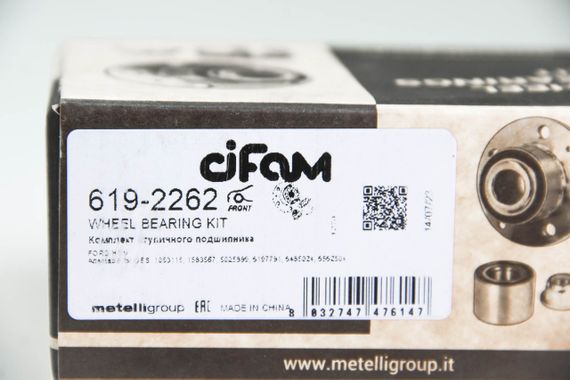 CIFAM
619-2262
FRONT
WHEEL BEARING KIT
Комплект ступичного подшипника
metelligroup EAC MADE IN CHINA
8 032747 476147
www.metelligroup.it